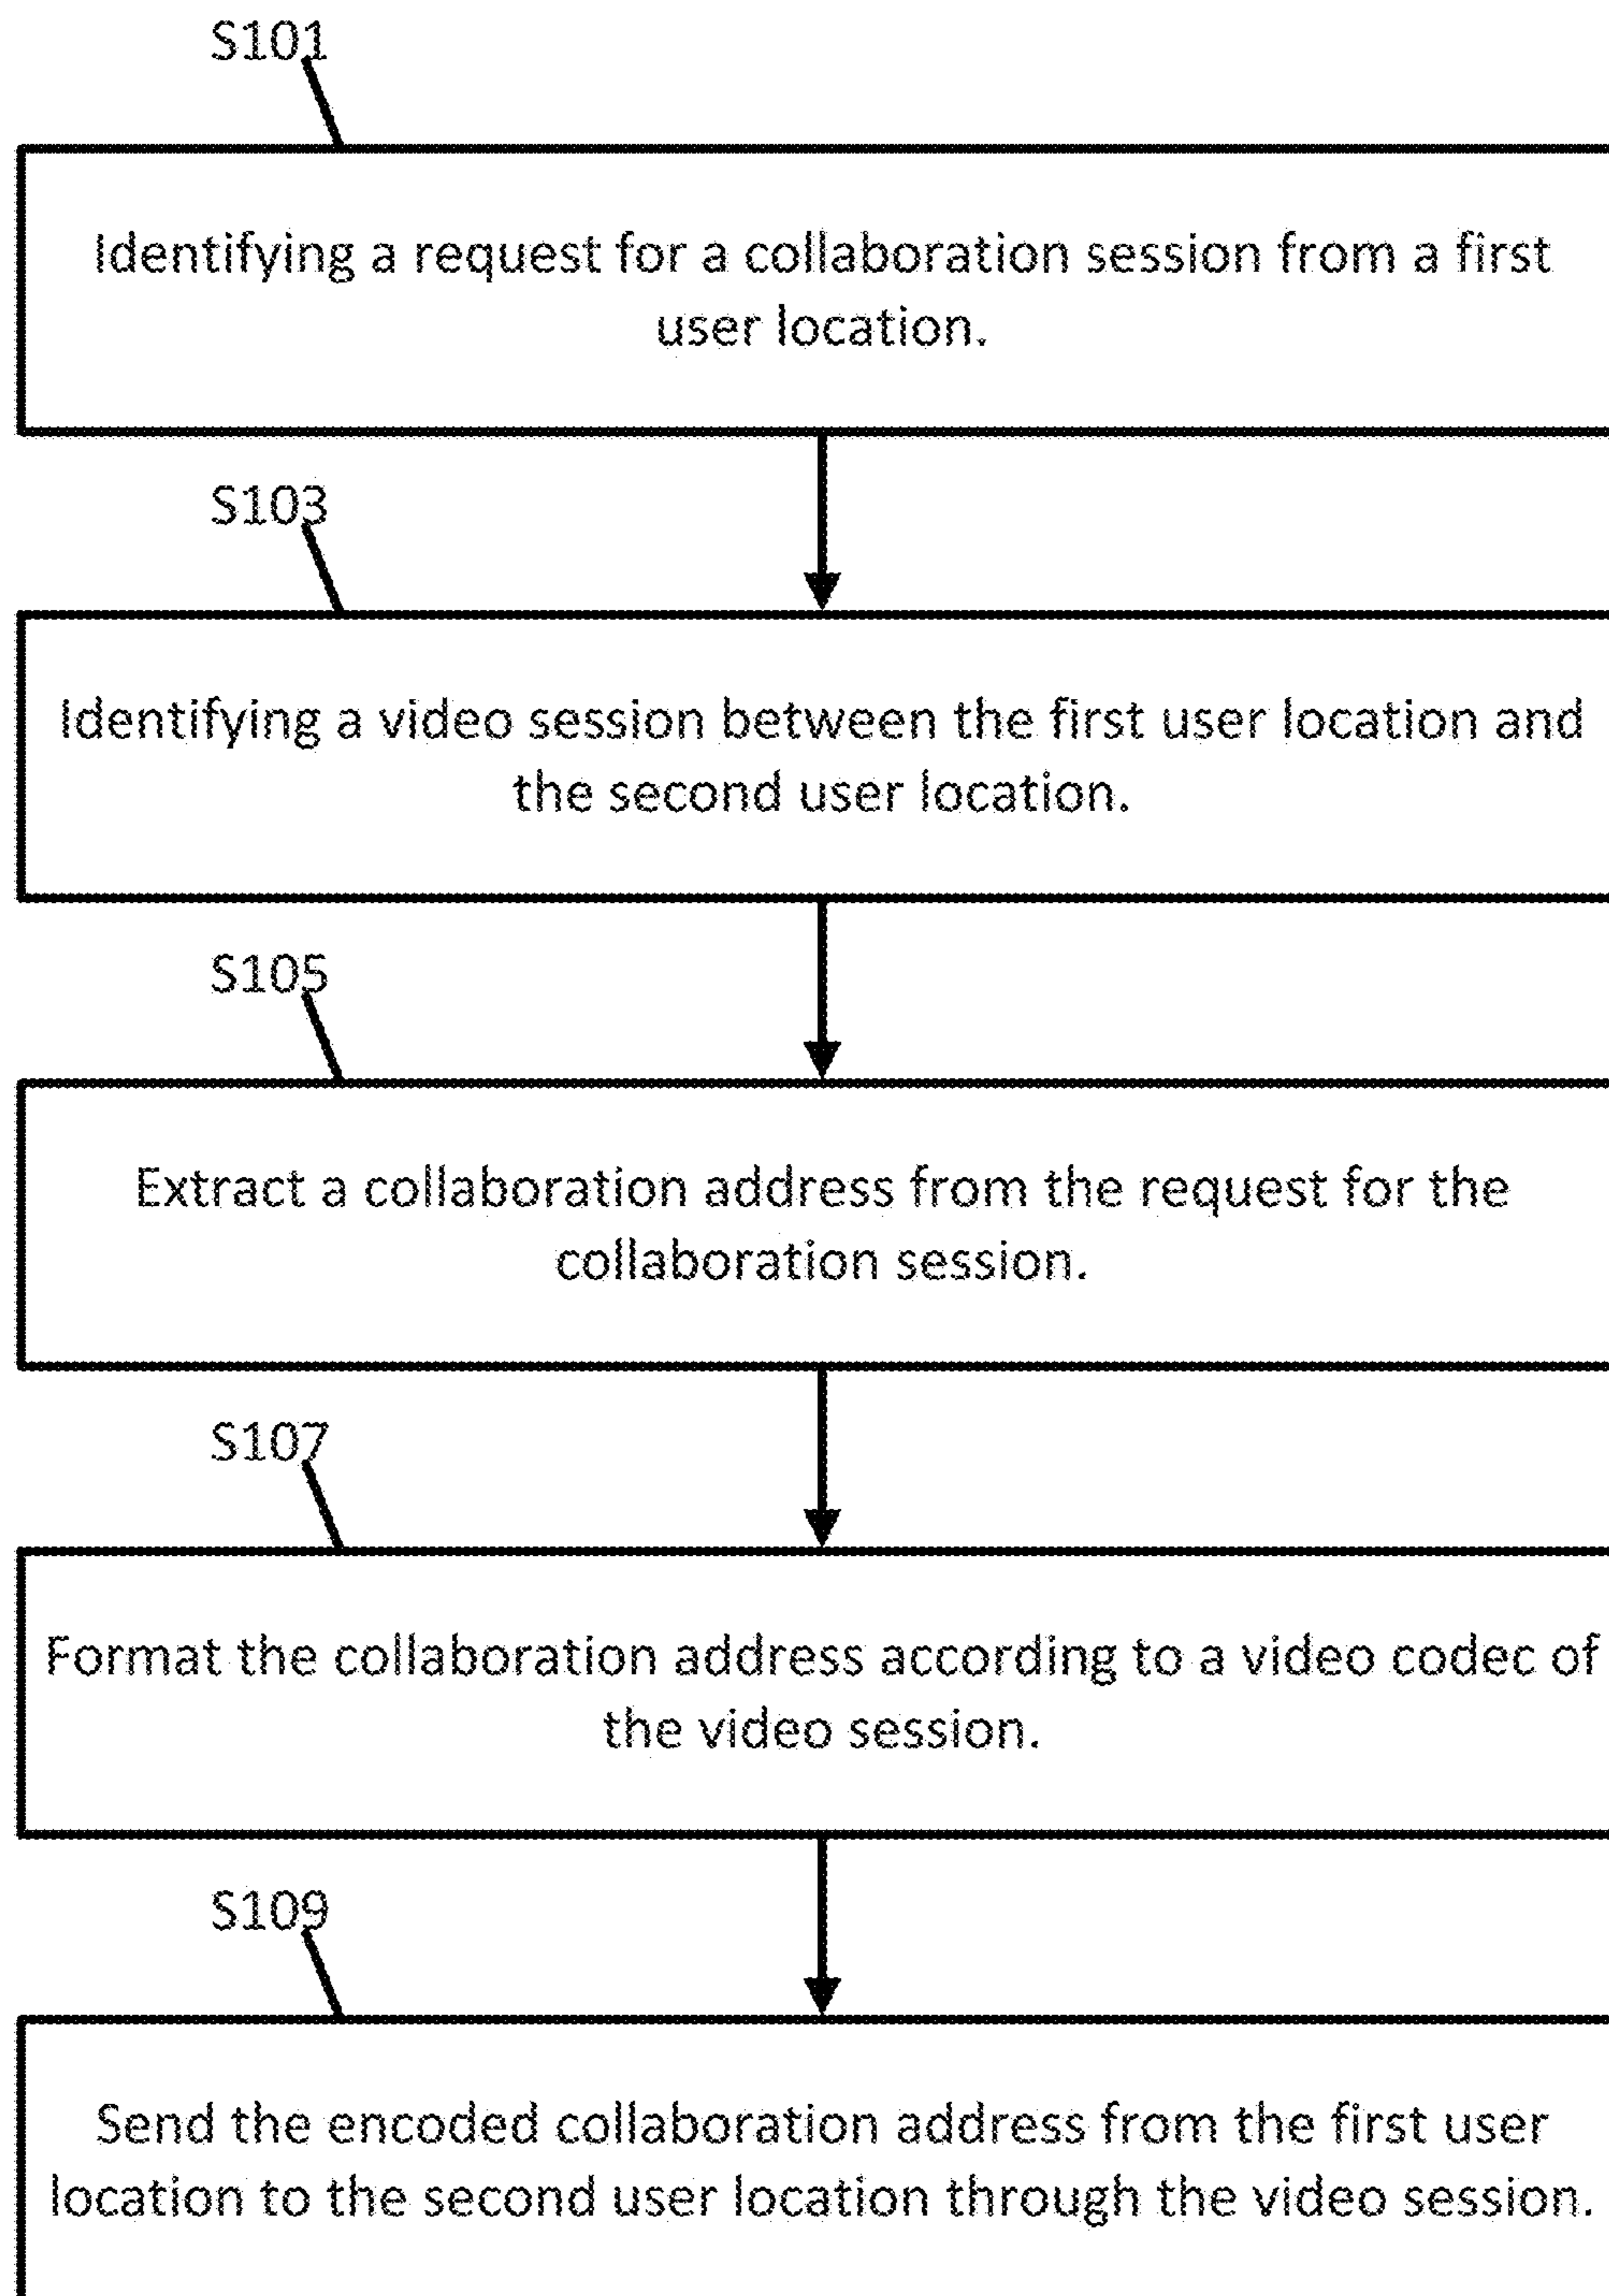 S101
Identifying a request for a collaboration session from a first
user location.
S103
Identifying a video session between the first user location and
the second user location.
S105
Extract a collaboration address from the request for the
collaboration session.
S107
Format the collaboration address according to a video codec of
the video session.
S109
Send the encoded collaboration address from the first user
location to the second user location through the video session.